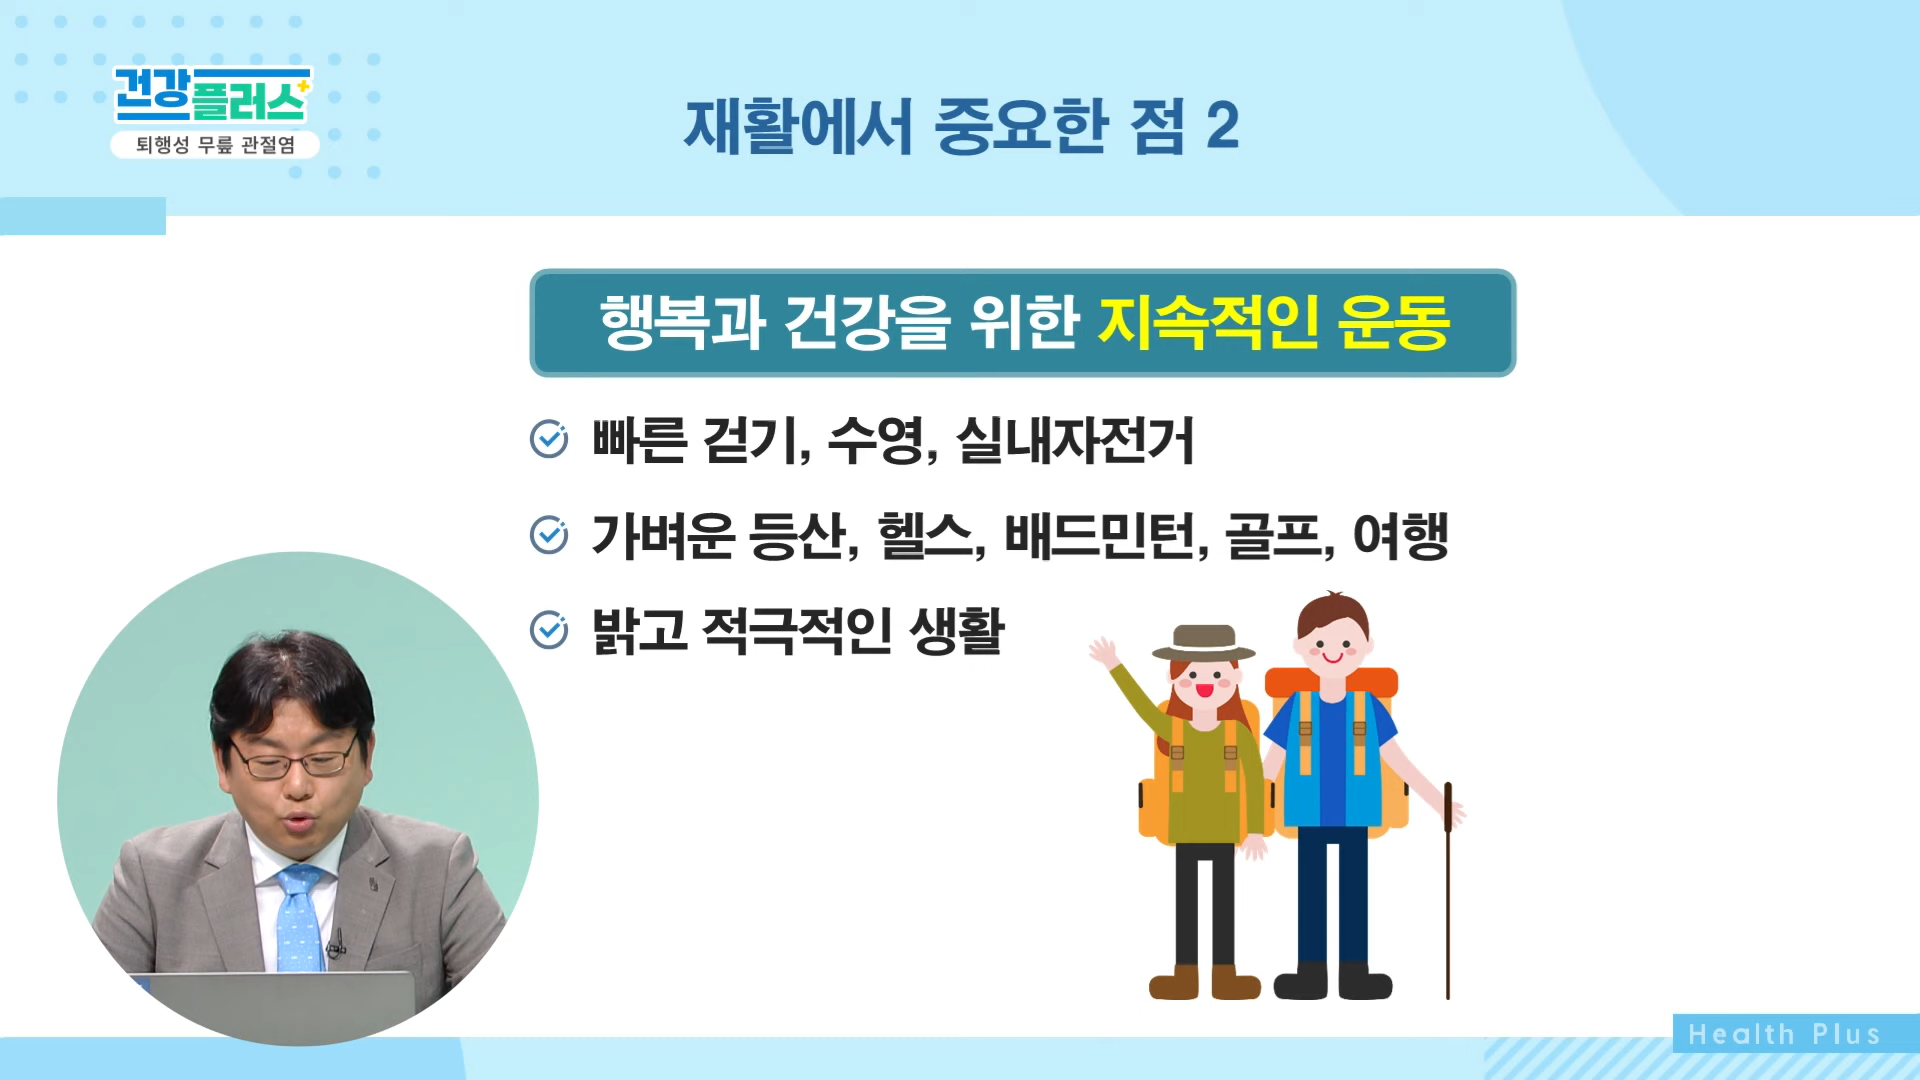 건강플러스+
퇴행성 무릎 관절염
재활에서 중요한 점 2
행복과 건강을 위한 지속적인 운동
빠른 걷기, 수영, 실내자전거
가벼운 등산, 헬스, 배드민턴, 골프, 여행
밝고 적극적인 생활
Health Plus